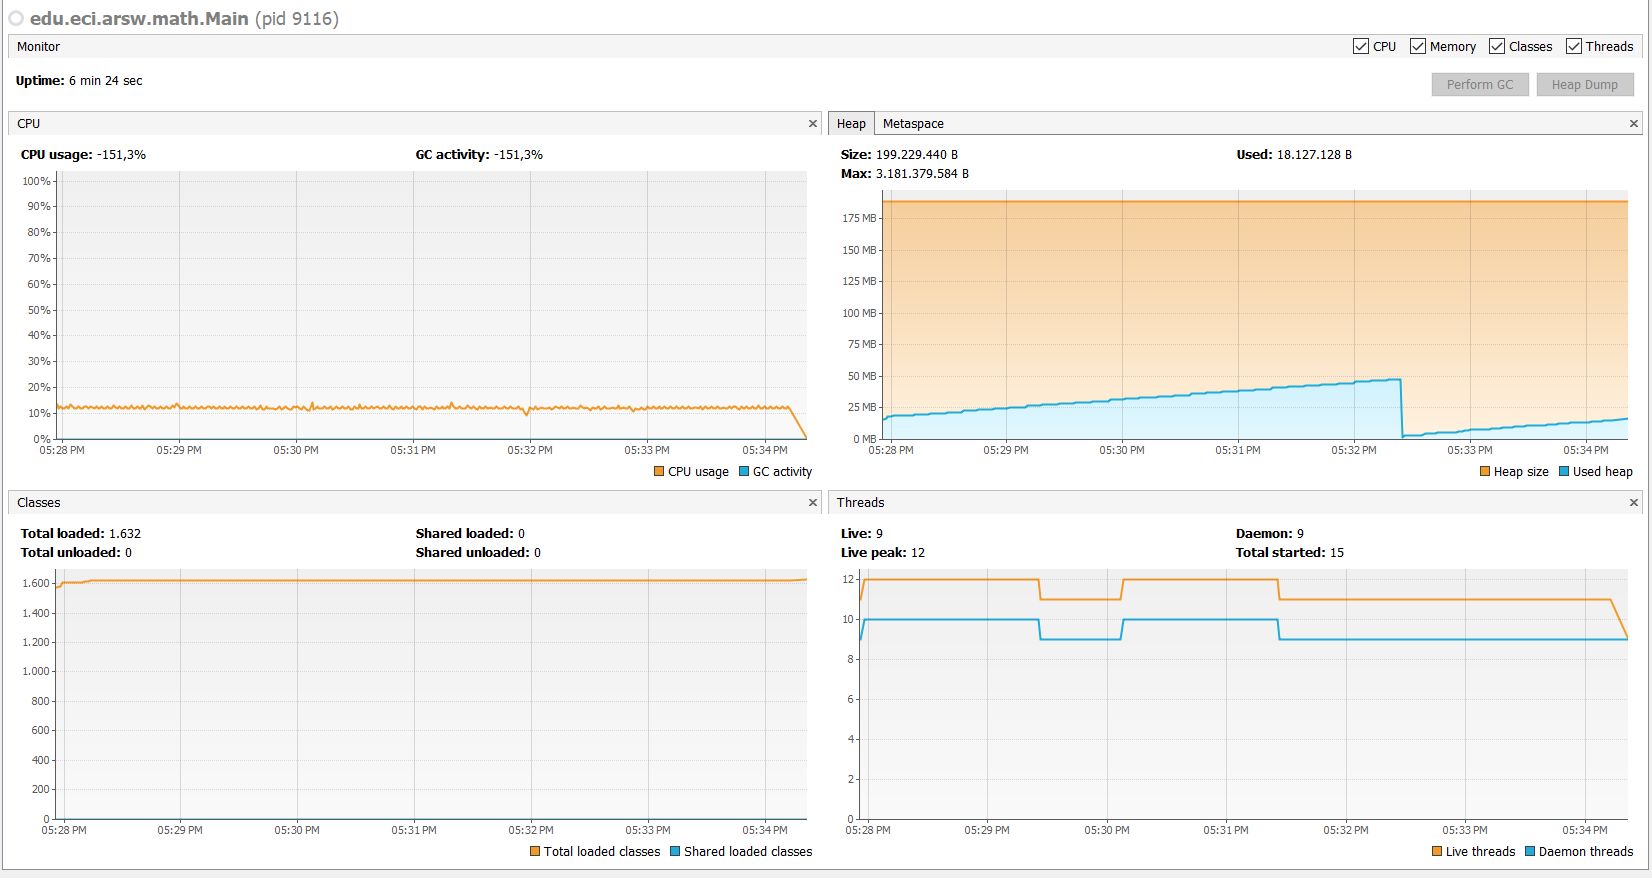 edu.eci.arsw.math.Main (pid 9116)
Monitor
CPU Memory Classes Threads
Uptime: 6 min 24 sec
Perform GC Heap Dump
CPU
CPU usage: -151,3% GC activity: -151,3%
100%
90%
80%
70%
60%
50%
40%
30%
20%
10%
0%
05:28 PM 05:29 PM 05:30 PM 05:31 PM 05:32 PM 05:33 PM 05:34 PM
CPU usage GC activity
Heap Metaspace
Size: 199.229.440 B Used: 18.127.128 B
Max: 3.181.379.584 B
175 MB
150 MB
125 MB
100 MB
75 MB
50 MB
25 MB
0 MB
05:28 PM 05:29 PM 05:30 PM 05:31 PM 05:32 PM 05:33 PM 05:34 PM
Heap size Used heap
Classes
Total loaded: 1.632 Shared loaded: 0
Total unloaded: 0 Shared unloaded: 0
1.600
1.400
1.200
1.000
800
600
400
200
0
05:28 PM 05:29 PM 05:30 PM 05:31 PM 05:32 PM 05:33 PM 05:34 PM
Total loaded classes Shared loaded classes
Threads
Live: 9 Daemon: 9
Live peak: 12 Total started: 15
12
10
8
6
4
2
0
05:28 PM 05:29 PM 05:30 PM 05:31 PM 05:32 PM 05:33 PM 05:34 PM
Live threads Daemon threads